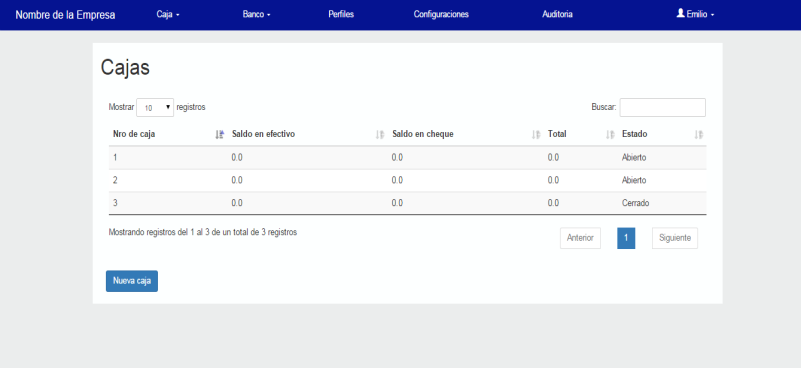 Nombre de la Empresa Caja Banco Perfiles Configuraciones Auditoria Emilio
Cajas
Mostrar 10 registros Buscar:
Nro de caja Saldo en efectivo Saldo en cheque Total Estado
1 0.0 0.0 0.0 Abierto
2 0.0 0.0 0.0 Abierto
3 0.0 0.0 0.0 Cerrado
Mostrando registros del 1 al 3 de un total de 3 registros Anterior 1 Siguiente
Nueva caja